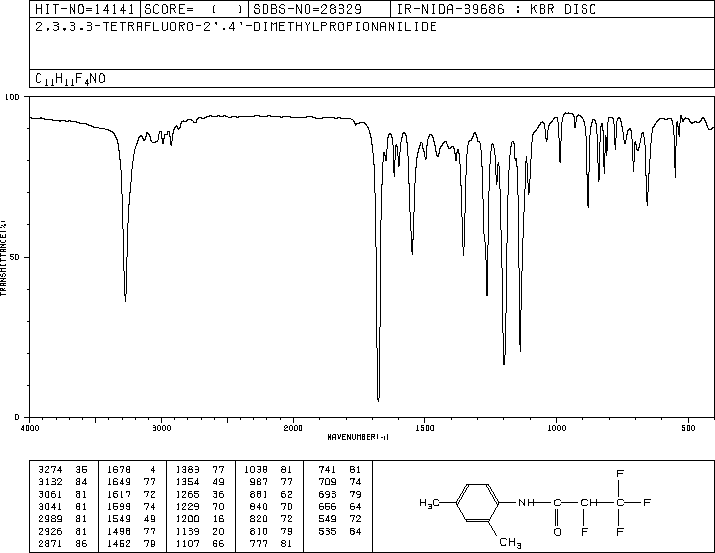 HIT-NO=14141 SCORE= ( ) SDBS-NO=28329 IR-NIDA-39686 : KBR DISC
2,3,3,3-TETRAFLUORO-2',4'-DIMETHYLPROPIONANILIDE
C11H11F4NO
100
50
0
TRANSMITTANCE(%)
4000 3000 2000 1500 1000 500
WAVENUMBER(-1)
3274 36 1678 4 1383 77 1038 81 741 81
3132 84 1649 77 1354 49 987 77 709 74
3061 81 1617 72 1265 36 881 62 693 79
3041 81 1599 74 1229 70 840 70 656 64
2989 81 1549 49 1200 16 820 72 549 72
2926 81 1498 77 1139 20 810 79 535 84
2871 86 1452 79 1107 66 777 81
H3C
CH3
NH
C
O
CH
F
C
F
F
F